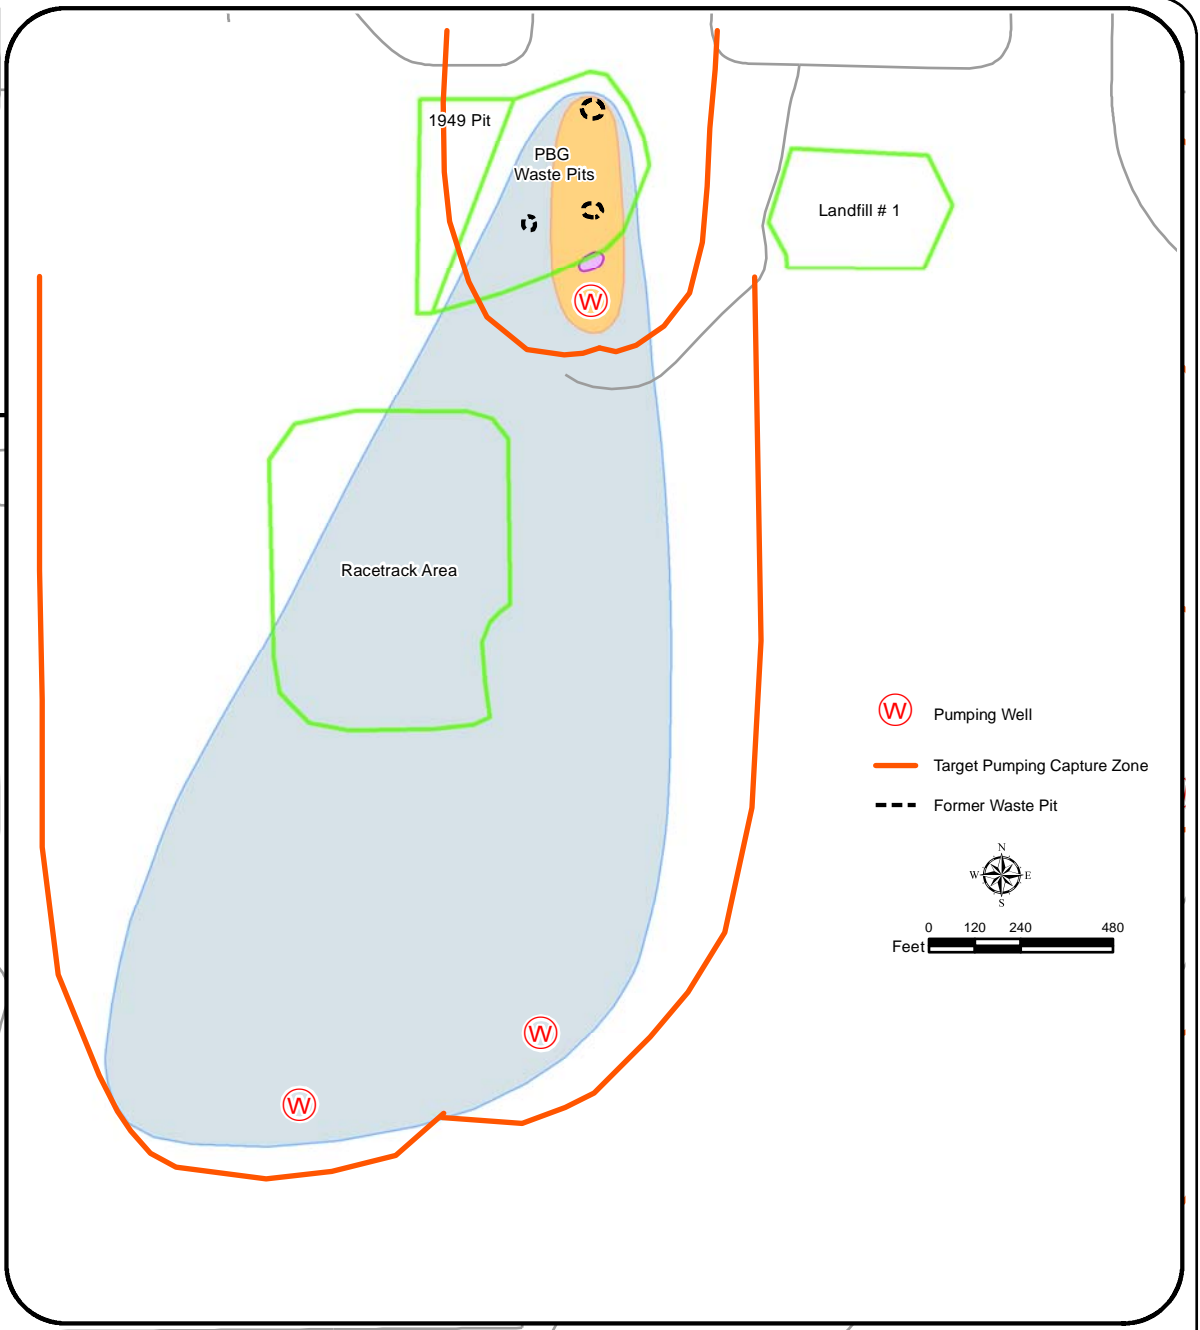 1949 Pit
PBG
Waste Pits
Landfill # 1
W
Racetrack Area
W Pumping Well
Target Pumping Capture Zone
Former Waste Pit
N
W E
S
0 120 240 480
Feet
W
W